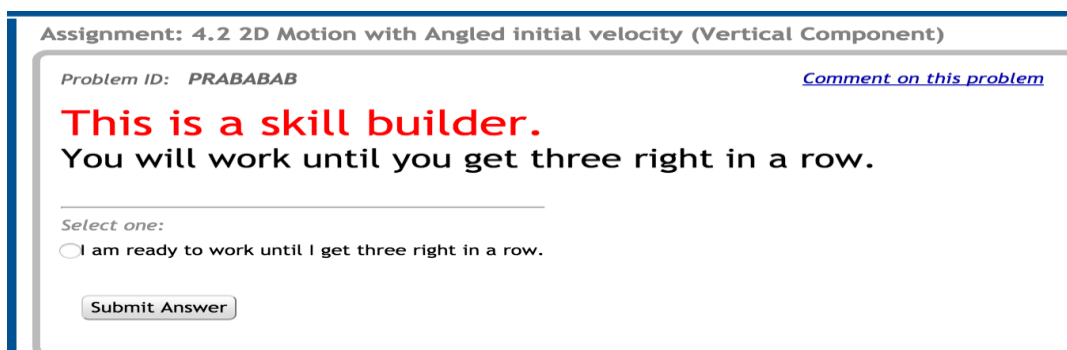 Assignment: 4.2 2D Motion with Angled initial velocity (Vertical Component)
Problem ID: PRABABAB Comment on this problem
This is a skill builder.
You will work until you get three right in a row.
Select one:
I am ready to work until I get three right in a row.
Submit Answer